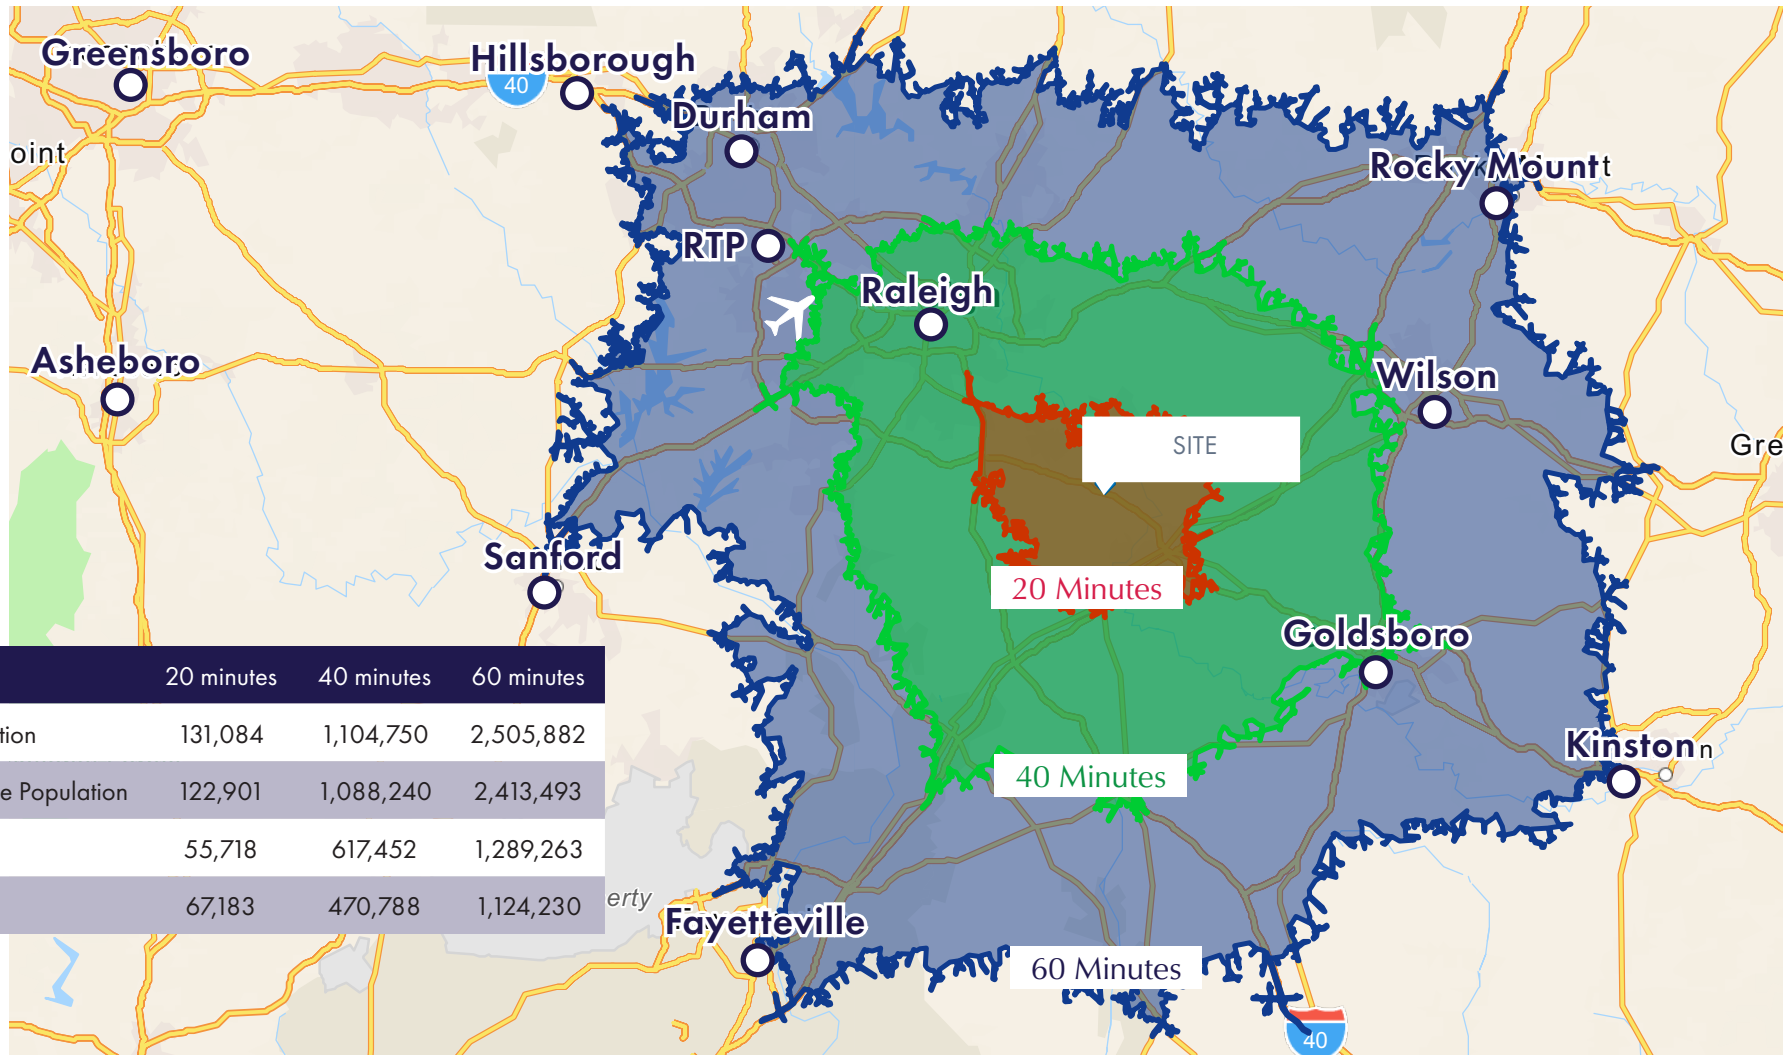 Greensboro
Hillsborough
40
Durham
oint
Rocky Mount
t
RTP
Raleigh
Asheboro
Wilson
SITE
Gre
Sanford
20 Minutes
Goldsboro
20 minutes 40 minutes 60 minutes
tion 131,084 1,104,750 2,505,882
e Population 122,901 1,088,240 2,413,493
55,718 617,452 1,289,263
67,183 470,788 1,124,230
Kinston
n
40 Minutes
erty
Fayetteville
60 Minutes
40